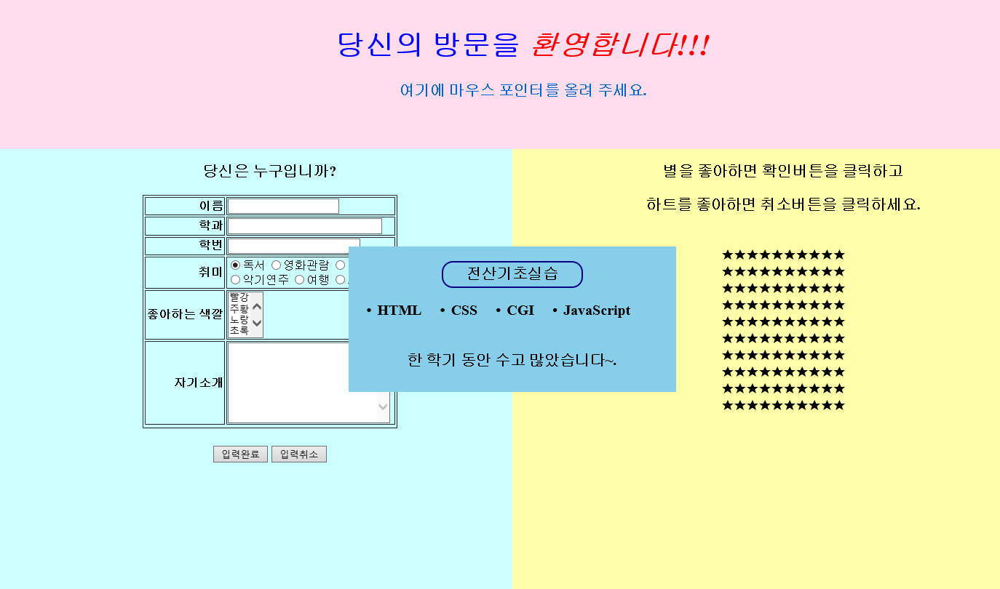 당신의 방문을 환영합니다!!!
여기에 마우스 포인터를 올려 주세요.
당신은 누구입니까?
이름
학과
학번
취미 독서 영화관람
악기연주 여행
좋아하는 색깔 빨강
주황
노랑
초록
자기소개
입력완료 입력취소
전산기초실습
• HTML • CSS • CGI • JavaScript
한 학기 동안 수고 많았습니다~.
별을 좋아하면 확인버튼을 클릭하고
하트를 좋아하면 취소버튼을 클릭하세요.
★★★★★★★★★★
★★★★★★★★★★
★★★★★★★★★★
★★★★★★★★★★
★★★★★★★★★★
★★★★★★★★★★
★★★★★★★★★★
★★★★★★★★★★
★★★★★★★★★★
★★★★★★★★★★